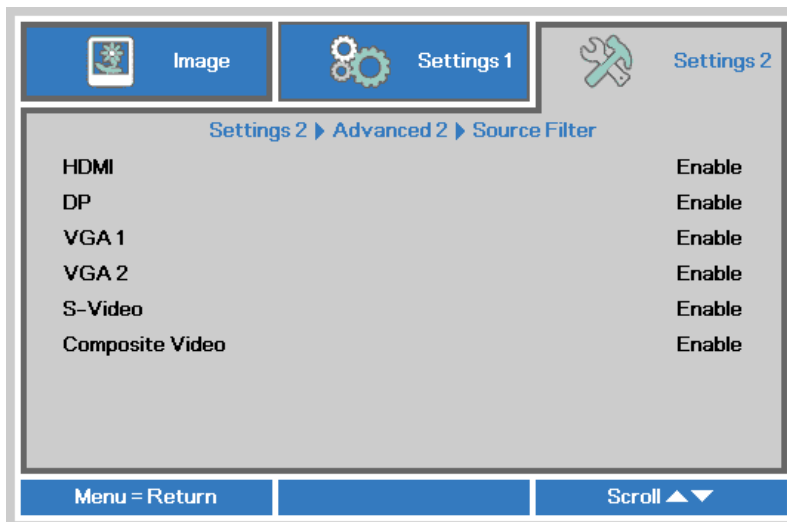 Image Settings 1 Settings 2
Settings 2 ▶ Advanced 2 ▶ Source Filter
HDMI Enable
DP Enable
VGA 1 Enable
VGA 2 Enable
S-Video Enable
Composite Video Enable
Menu = Return Scroll ▲▼